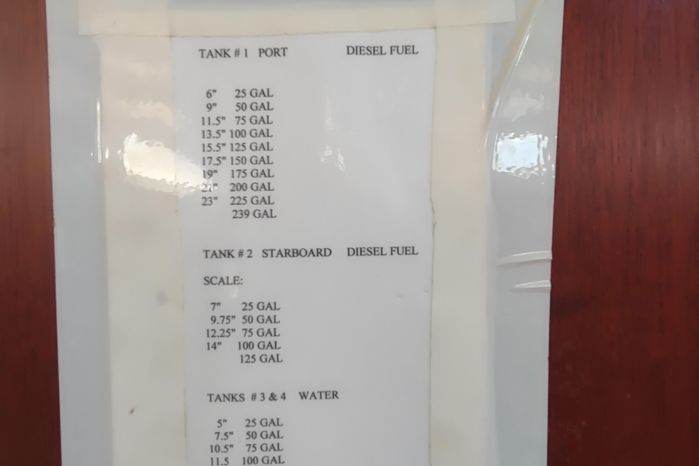 TANK # 1 PORT DIESEL FUEL
6" 25 GAL
9" 50 GAL
11.5" 75 GAL
13.5" 100 GAL
15.5" 125 GAL
17.5" 150 GAL
19" 175 GAL
21" 200 GAL
23" 225 GAL
239 GAL
TANK # 2 STARBOARD DIESEL FUEL
SCALE:
7" 25 GAL
9.75" 50 GAL
12.25" 75 GAL
14" 100 GAL
125 GAL
TANKS # 3 & 4 WATER
5" 25 GAL
7.5" 50 GAL
10.5" 75 GAL
11.5 100 GAL